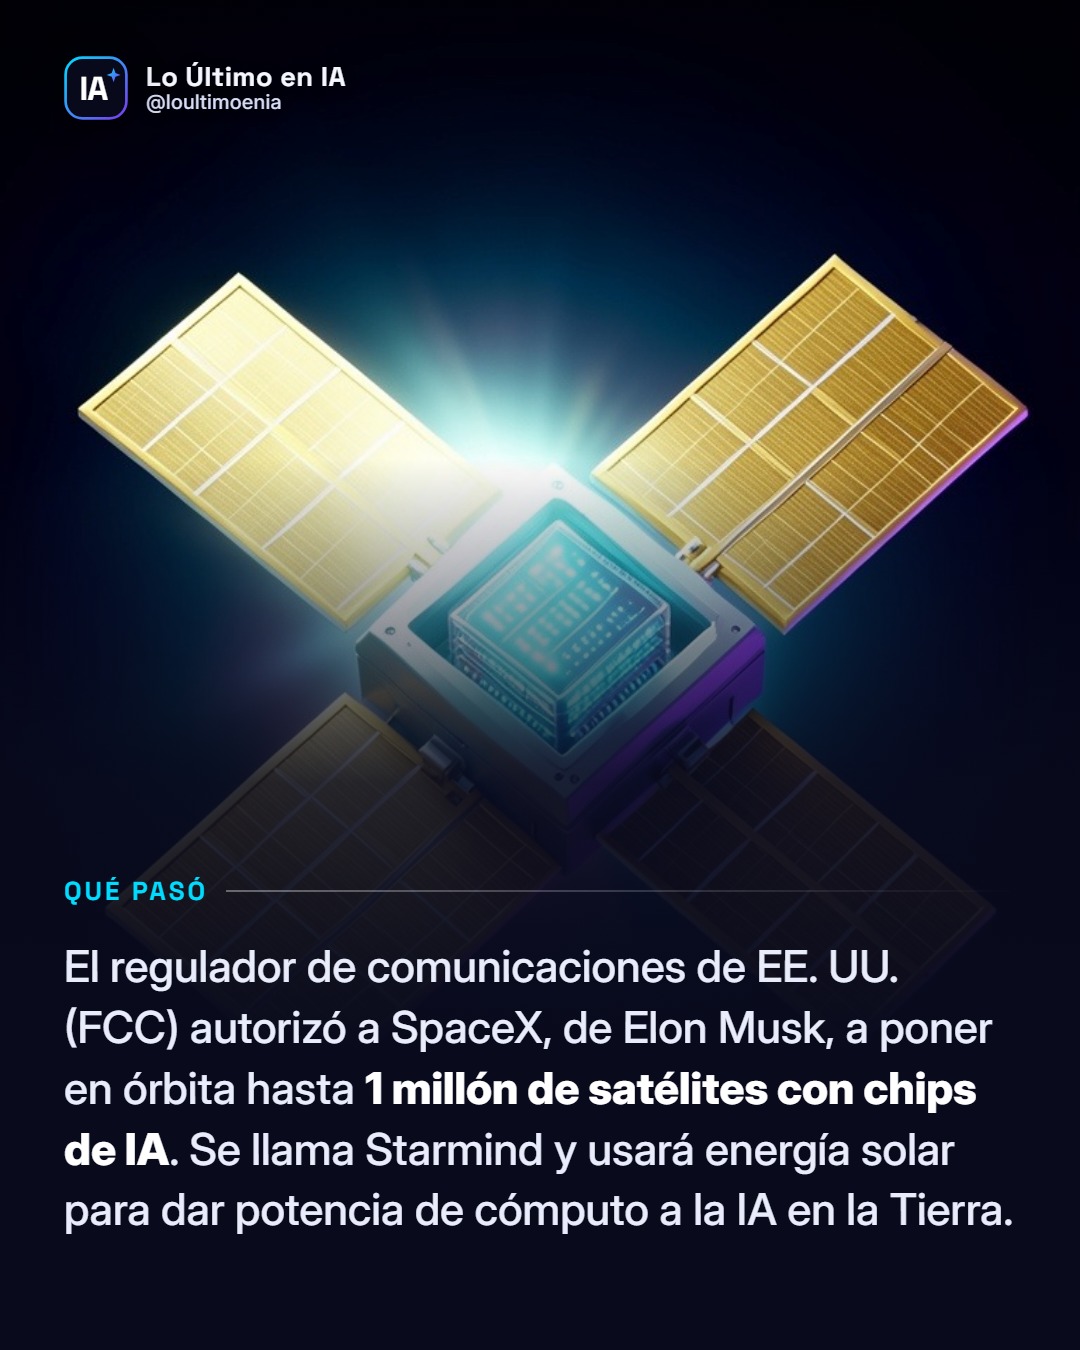 IA
Lo Último en IA
@loultimoenia
QUÉ PASÓ
El regulador de comunicaciones de EE. UU.
(FCC) autorizó a SpaceX, de Elon Musk, a poner
en órbita hasta 1 millón de satélites con chips
de IA. Se llama Starmind y usará energía solar
para dar potencia de cómputo a la IA en la Tierra.